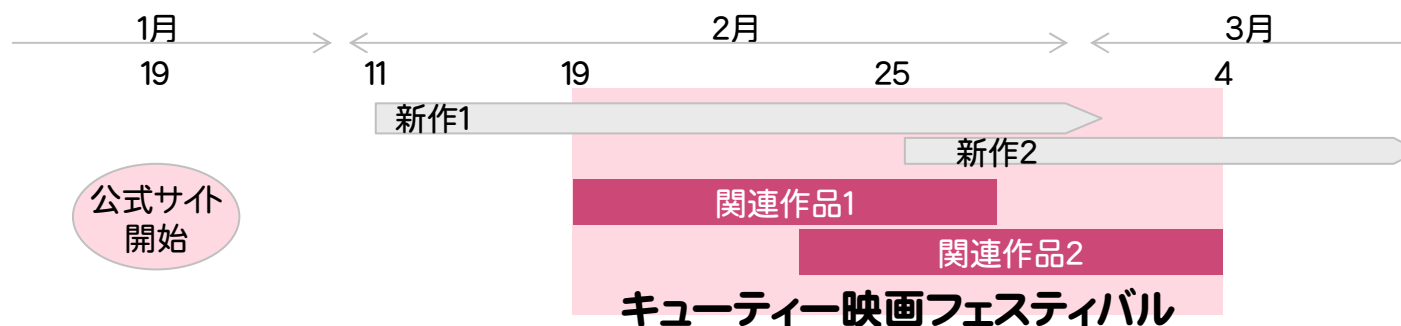 1月
2月
3月
19
11
19
25
4
新作1
新作2
公式サイト
開始
関連作品1
関連作品2
キューティー映画フェスティバル